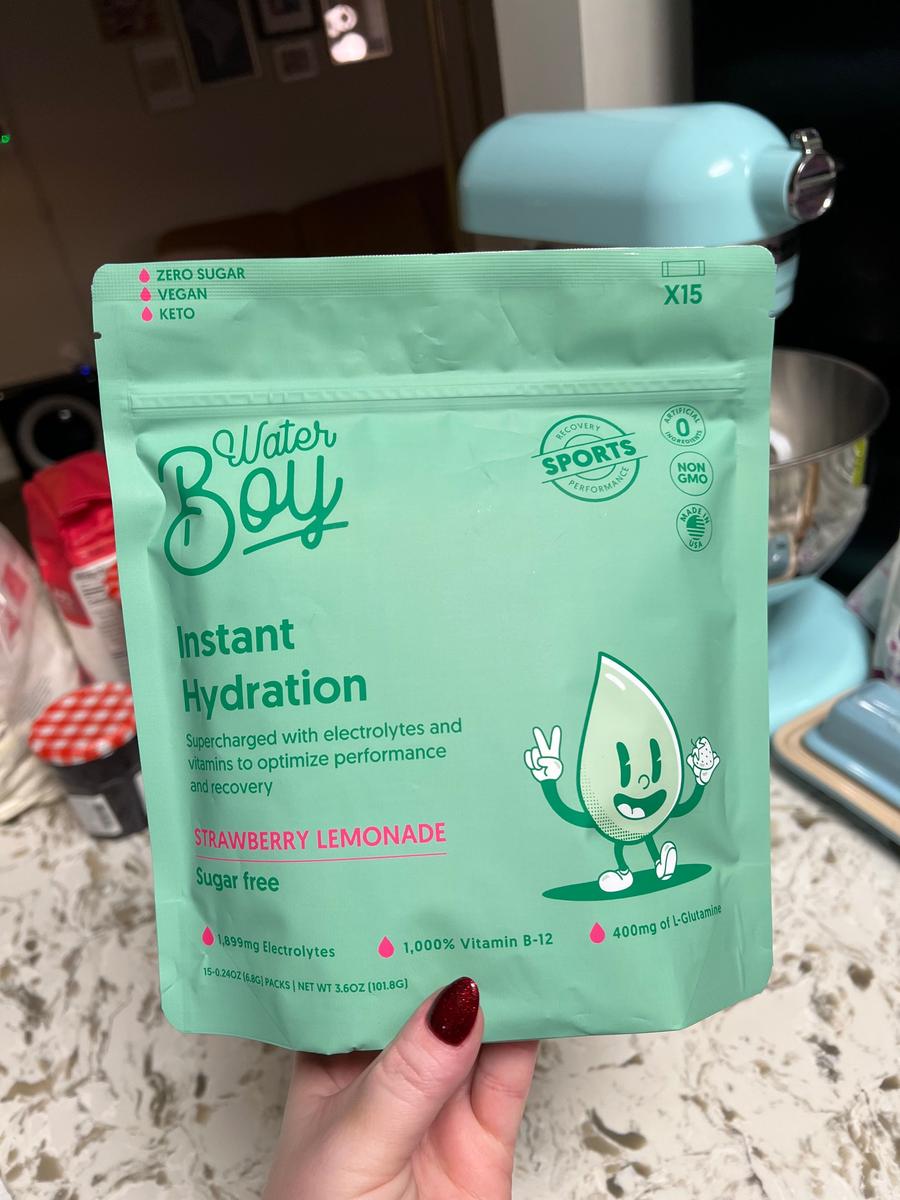 ZERO SUGAR
VEGAN
KETO
X15
Water
Boy
RECOVERY
SPORTS
PERFORMANCE
ARTIFICIAL
0
INGREDIENTS
NON
GMO
MADE IN
USA
Instant
Hydration
Supercharged with electrolytes and
vitamins to optimize performance
and recovery
STRAWBERRY LEMONADE
Sugar free
1,899mg Electrolytes
1,000% Vitamin B-12
400mg of L-Glutamine
15-0.24OZ (6.8G) PACKS | NET WT 3.6OZ (101.8G)